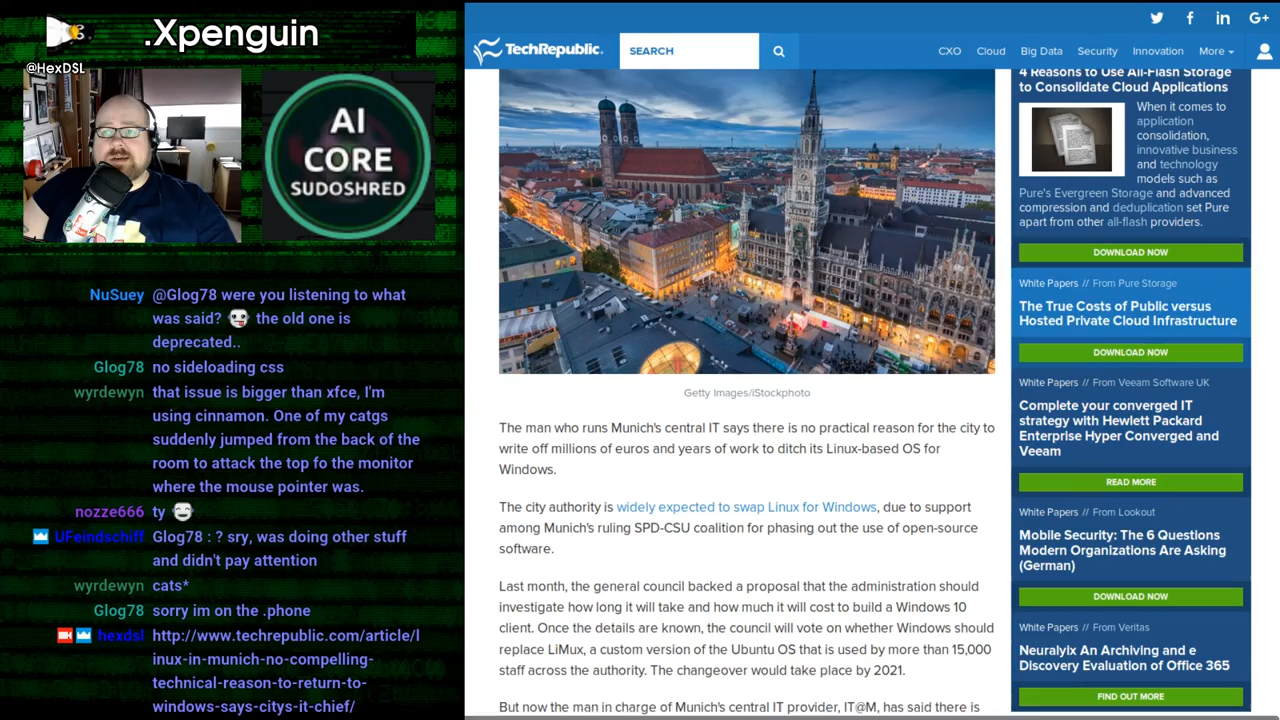 .Xpenguin
@HexDSL
AI
CORE
SUDOSHRED
NuSuey @Glog78 were you listening to what
was said? the old one is
deprecated..
Glog78 no sideloading css
wyrdewyn that issue is bigger than xfce, I'm
using cinnamon. One of my catgs
suddenly jumped from the back of the
room to attack the top fo the monitor
where the mouse pointer was.
nozze666 ty
UFeindschiff Glog78 : ? sry, was doing other stuff
and didn't pay attention
wyrdewyn cats*
Glog78 sorry im on the .phone
hexdsl http://www.techrepublic.com/article/l
inux-in-munich-no-compelling-
technical-reason-to-return-to-
windows-says-citys-it-chief/
G+
TechRepublic.
SEARCH
CXO Cloud Big Data Security Innovation More
Getty Images/iStockphoto
The man who runs Munich's central IT says there is no practical reason for the city to
write off millions of euros and years of work to ditch its Linux-based OS for
Windows.
The city authority is widely expected to swap Linux for Windows, due to support
among Munich's ruling SPD-CSU coalition for phasing out the use of open-source
software.
Last month, the general council backed a proposal that the administration should
investigate how long it will take and how much it will cost to build a Windows 10
client. Once the details are known, the council will vote on whether Windows should
replace LiMux, a custom version of the Ubuntu OS that is used by more than 15,000
staff across the authority. The changeover would take place by 2021.
But now the man in charge of Munich's central IT provider, IT@M, has said there is
4 Reasons to Use All-Flash Storage
to Consolidate Cloud Applications
When it comes to
application
consolidation,
innovative business
and technology
models such as
Pure's Evergreen Storage and advanced
compression and deduplication set Pure
apart from other all-flash providers.
DOWNLOAD NOW
White Papers // From Pure Storage
The True Costs of Public versus
Hosted Private Cloud Infrastructure
DOWNLOAD NOW
White Papers // From Veeam Software UK
Complete your converged IT
strategy with Hewlett Packard
Enterprise Hyper Converged and
Veeam
READ MORE
White Papers // From Lookout
Mobile Security: The 6 Questions
Modern Organizations Are Asking
(German)
DOWNLOAD NOW
White Papers // From Veritas
Neuralyix An Archiving and e
Discovery Evaluation of Office 365
FIND OUT MORE